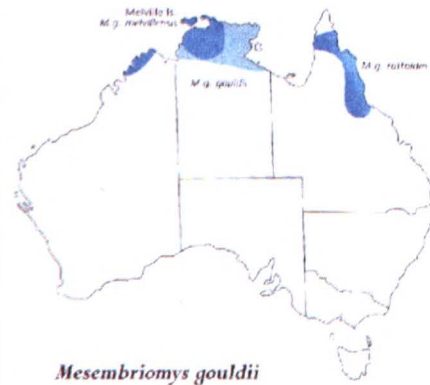 Melville Is.
M. g. melvillensis
M. g. gouldii
M. g. rattoides
Mesembriomys gouldii